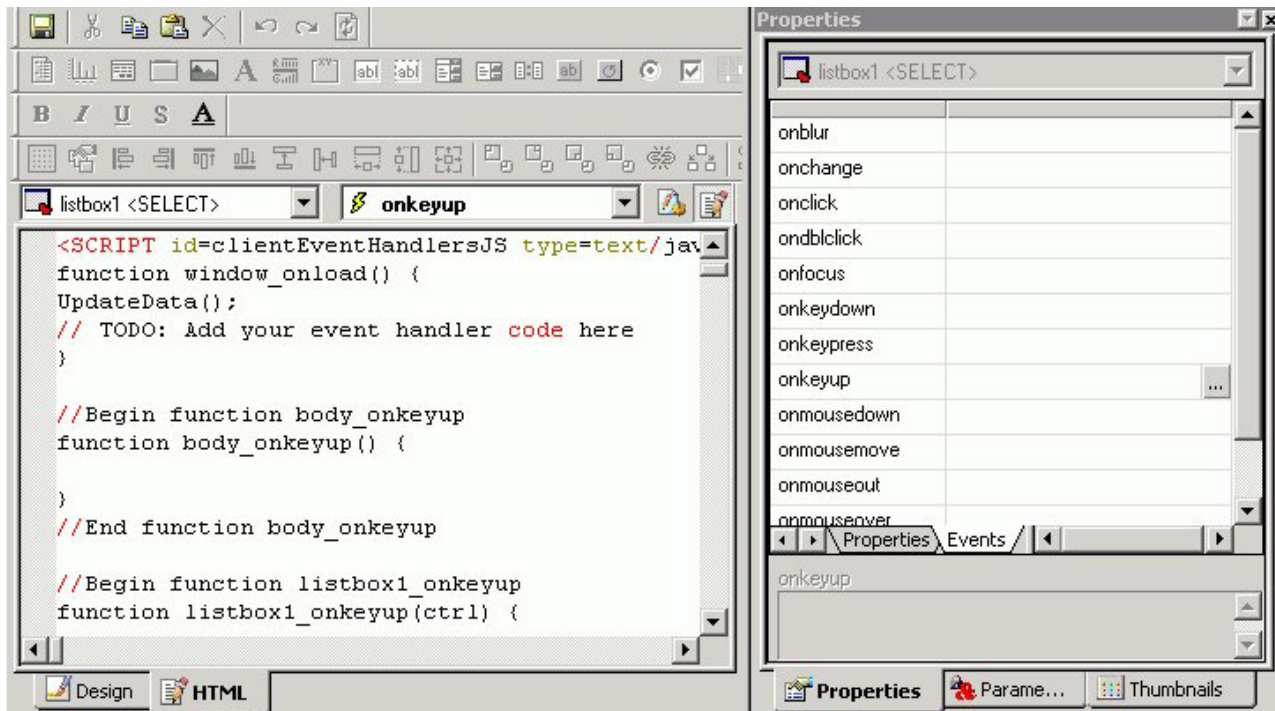 Properties
listbox1 <SELECT>
B I U S A
listbox1 <SELECT>
onkeyup
<SCRIPT id=clientEventHandlersJS type=text/jav
function window_onload() {
UpdateData();
// TODO: Add your event handler code here
}
//Begin function body_onkeyup
function body_onkeyup() {
}
//End function body_onkeyup
//Begin function listbox1_onkeyup
function listbox1_onkeyup(ctrl) {
Design
HTML
onblur
onchange
onclick
ondblclick
onfocus
onkeydown
onkeypress
onkeyup
...
onmousedown
onmousemove
onmouseout
onmouseover
Properties
Events
onkeyup
Properties
Parame...
Thumbnails